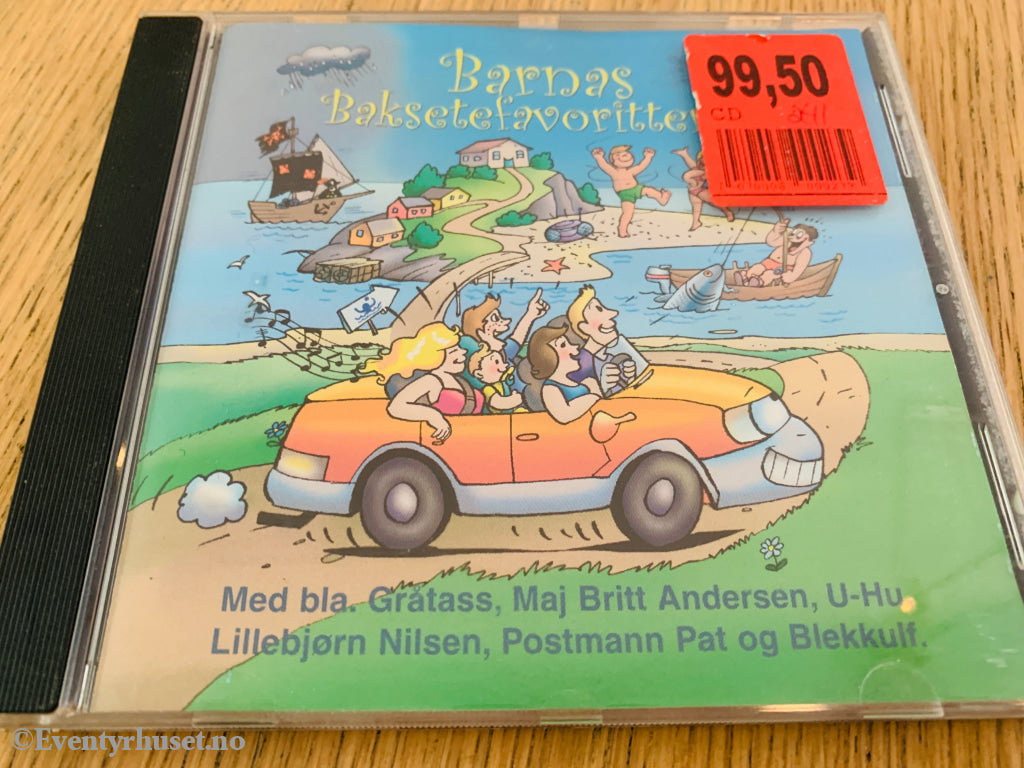 Barnas
Baksetefavoritter
99,50
CD
Med bla. Gråtass, Maj Britt Andersen, U-Hu,
Lillebjørn Nilsen, Postmann Pat og Blekkulf.
©Eventyrhuset.no